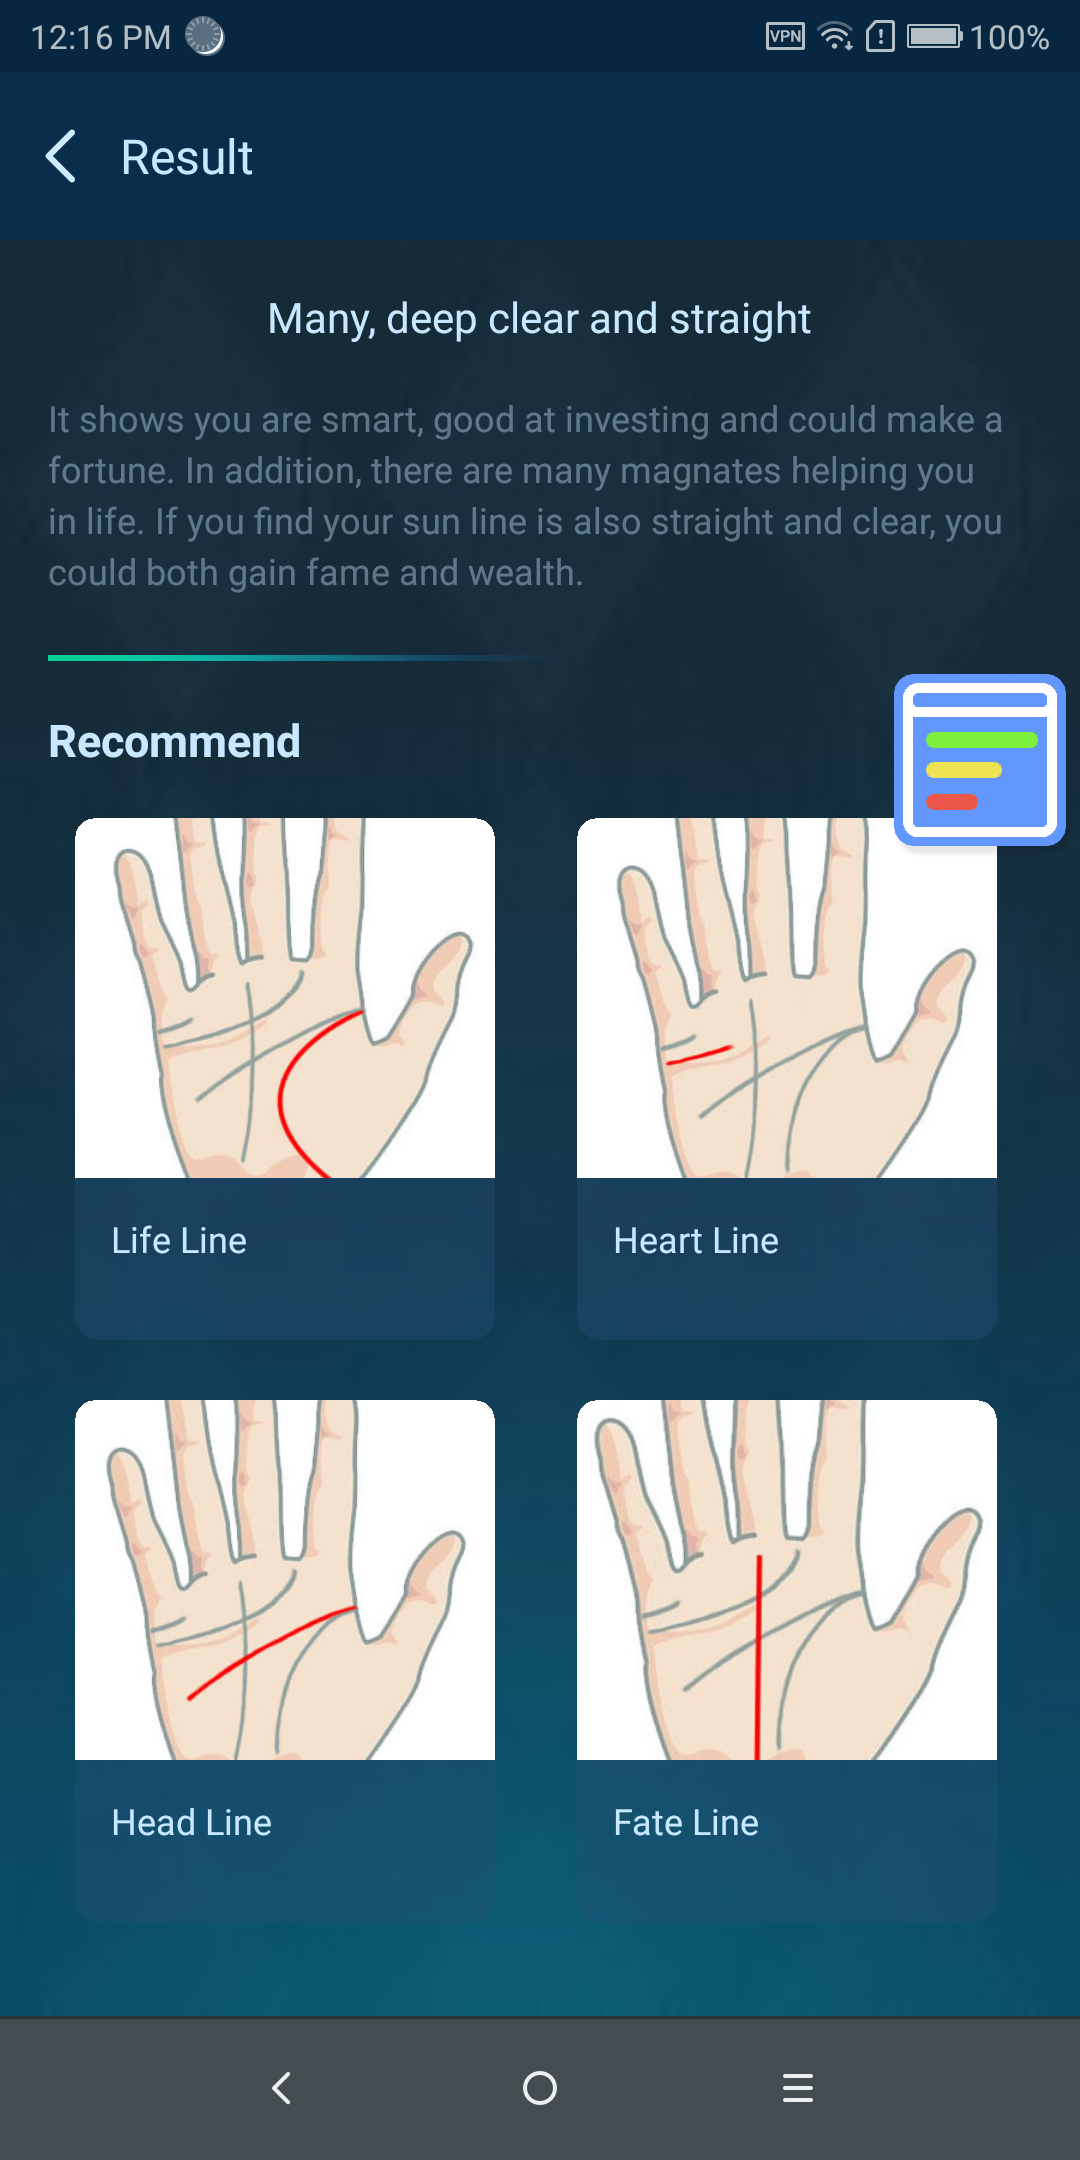 12:16 PM VPN 100%
Result
Many, deep clear and straight
It shows you are smart, good at investing and could make a
fortune. In addition, there are many magnates helping you
in life. If you find your sun line is also straight and clear, you
could both gain fame and wealth.
Recommend
Life Line
Heart Line
Head Line
Fate Line